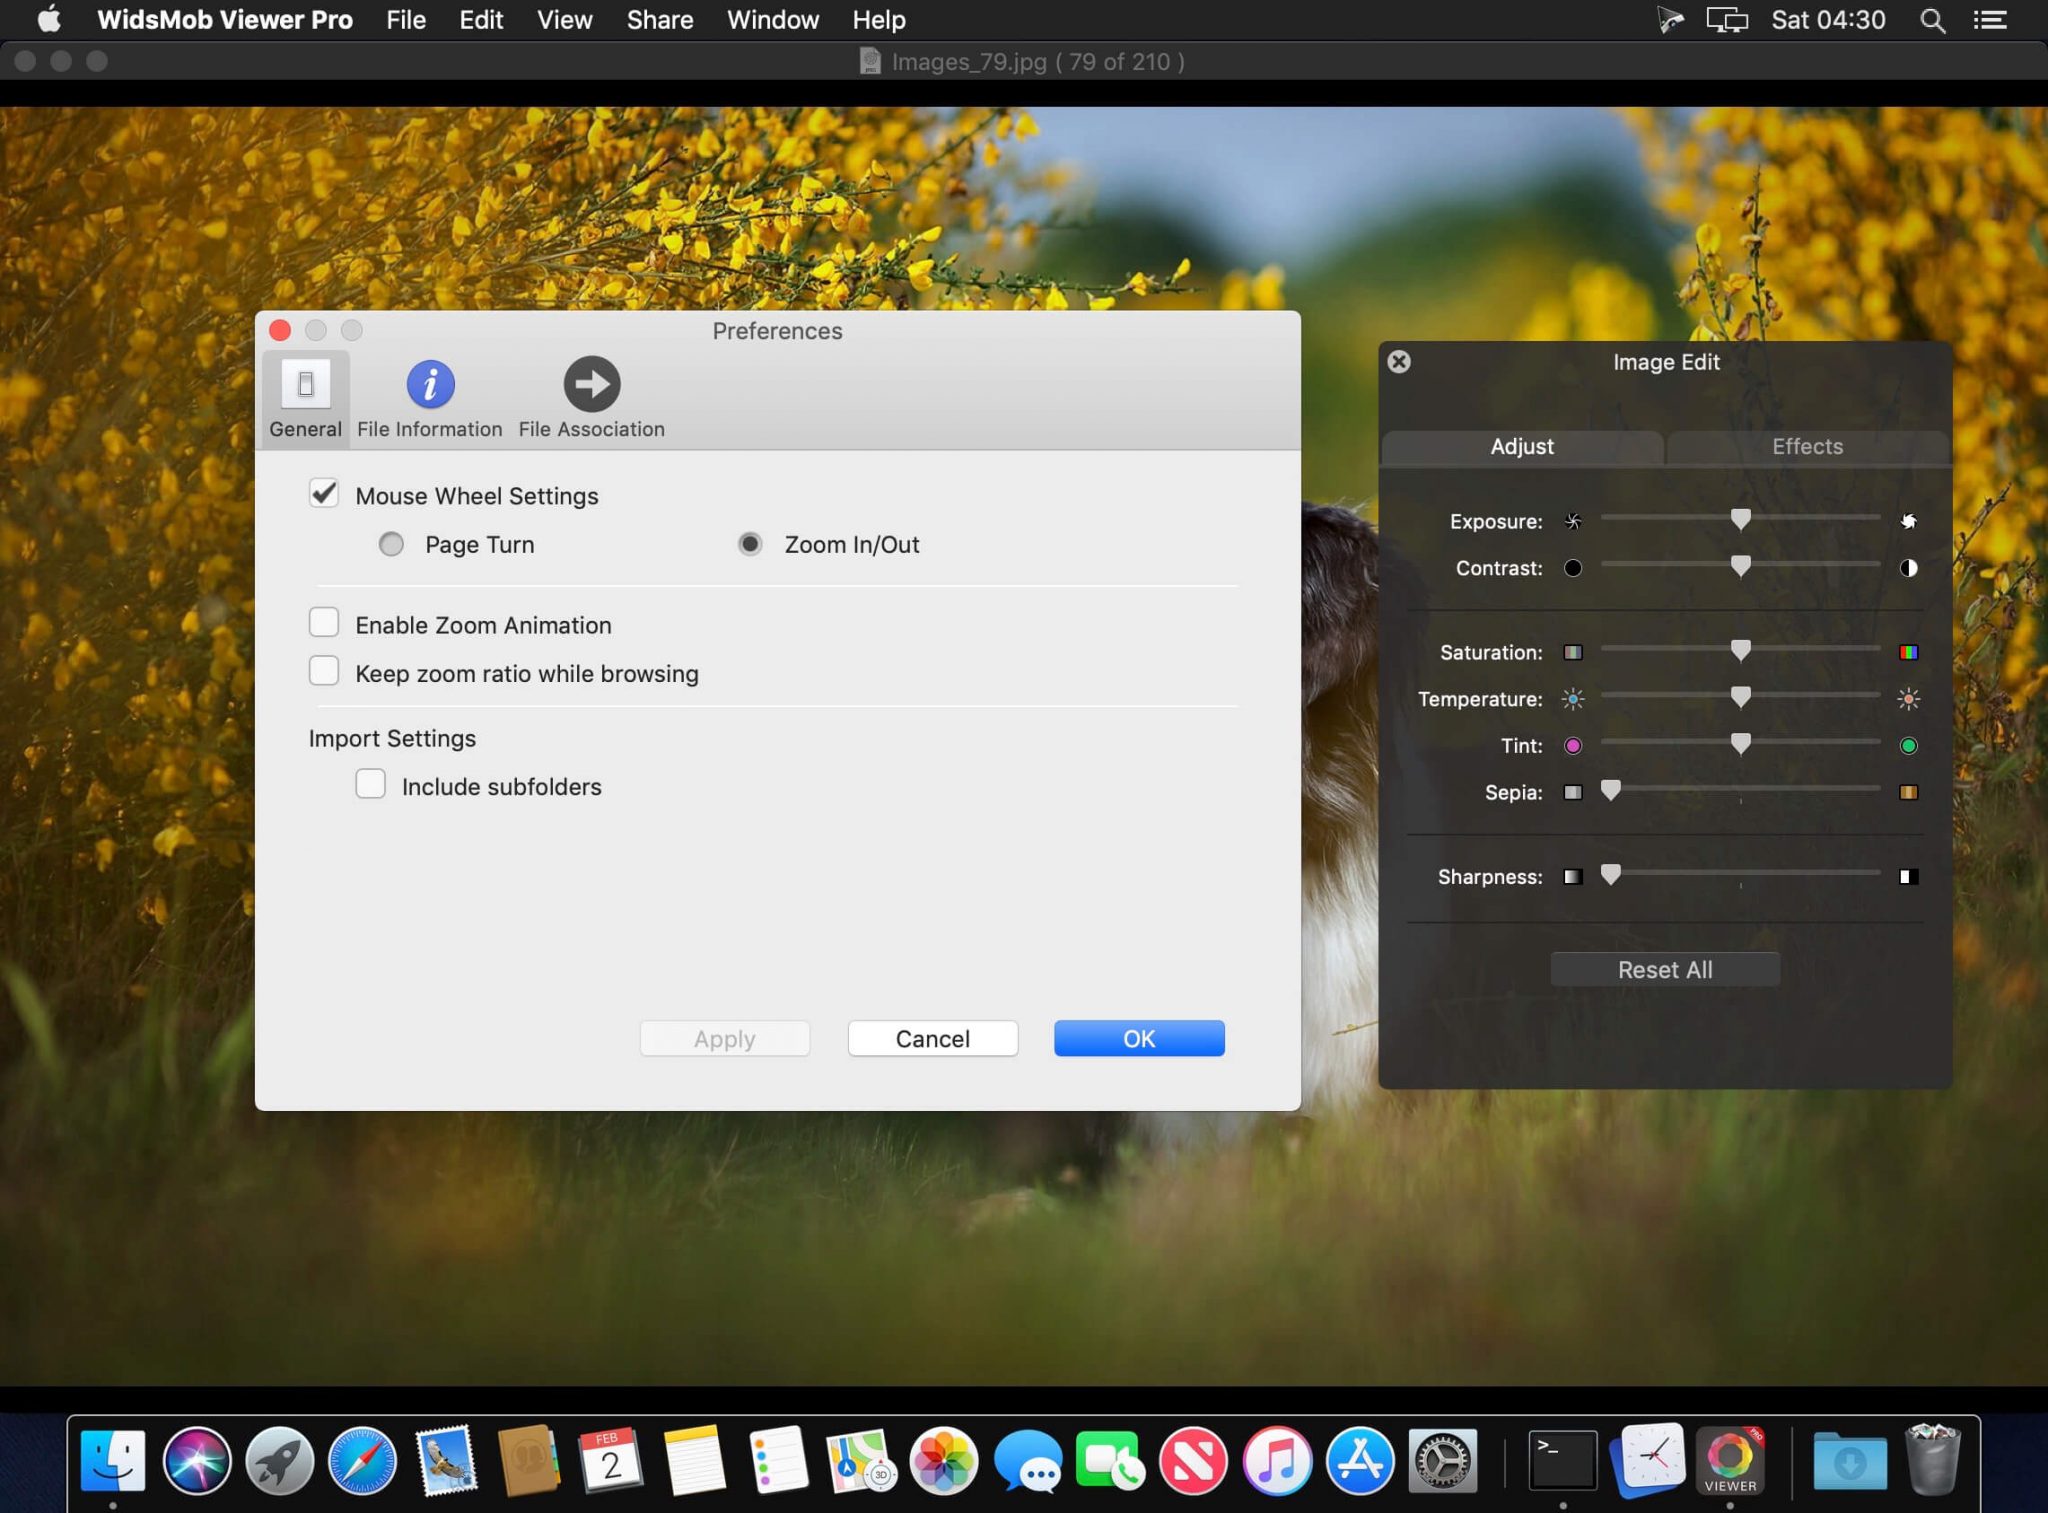 WidsMob Viewer Pro File Edit View Share Window Help Sat 04:30
Images_79.jpg ( 79 of 210 )
Preferences
General File Information File Association
Mouse Wheel Settings
Page Turn Zoom In/Out
Enable Zoom Animation
Keep zoom ratio while browsing
Import Settings
Include subfolders
Apply Cancel OK
Image Edit
Adjust Effects
Exposure:
Contrast:
Saturation:
Temperature:
Tint:
Sepia:
Sharpness:
Reset All
FEB
2
3D
>_
PRO
VIEWER